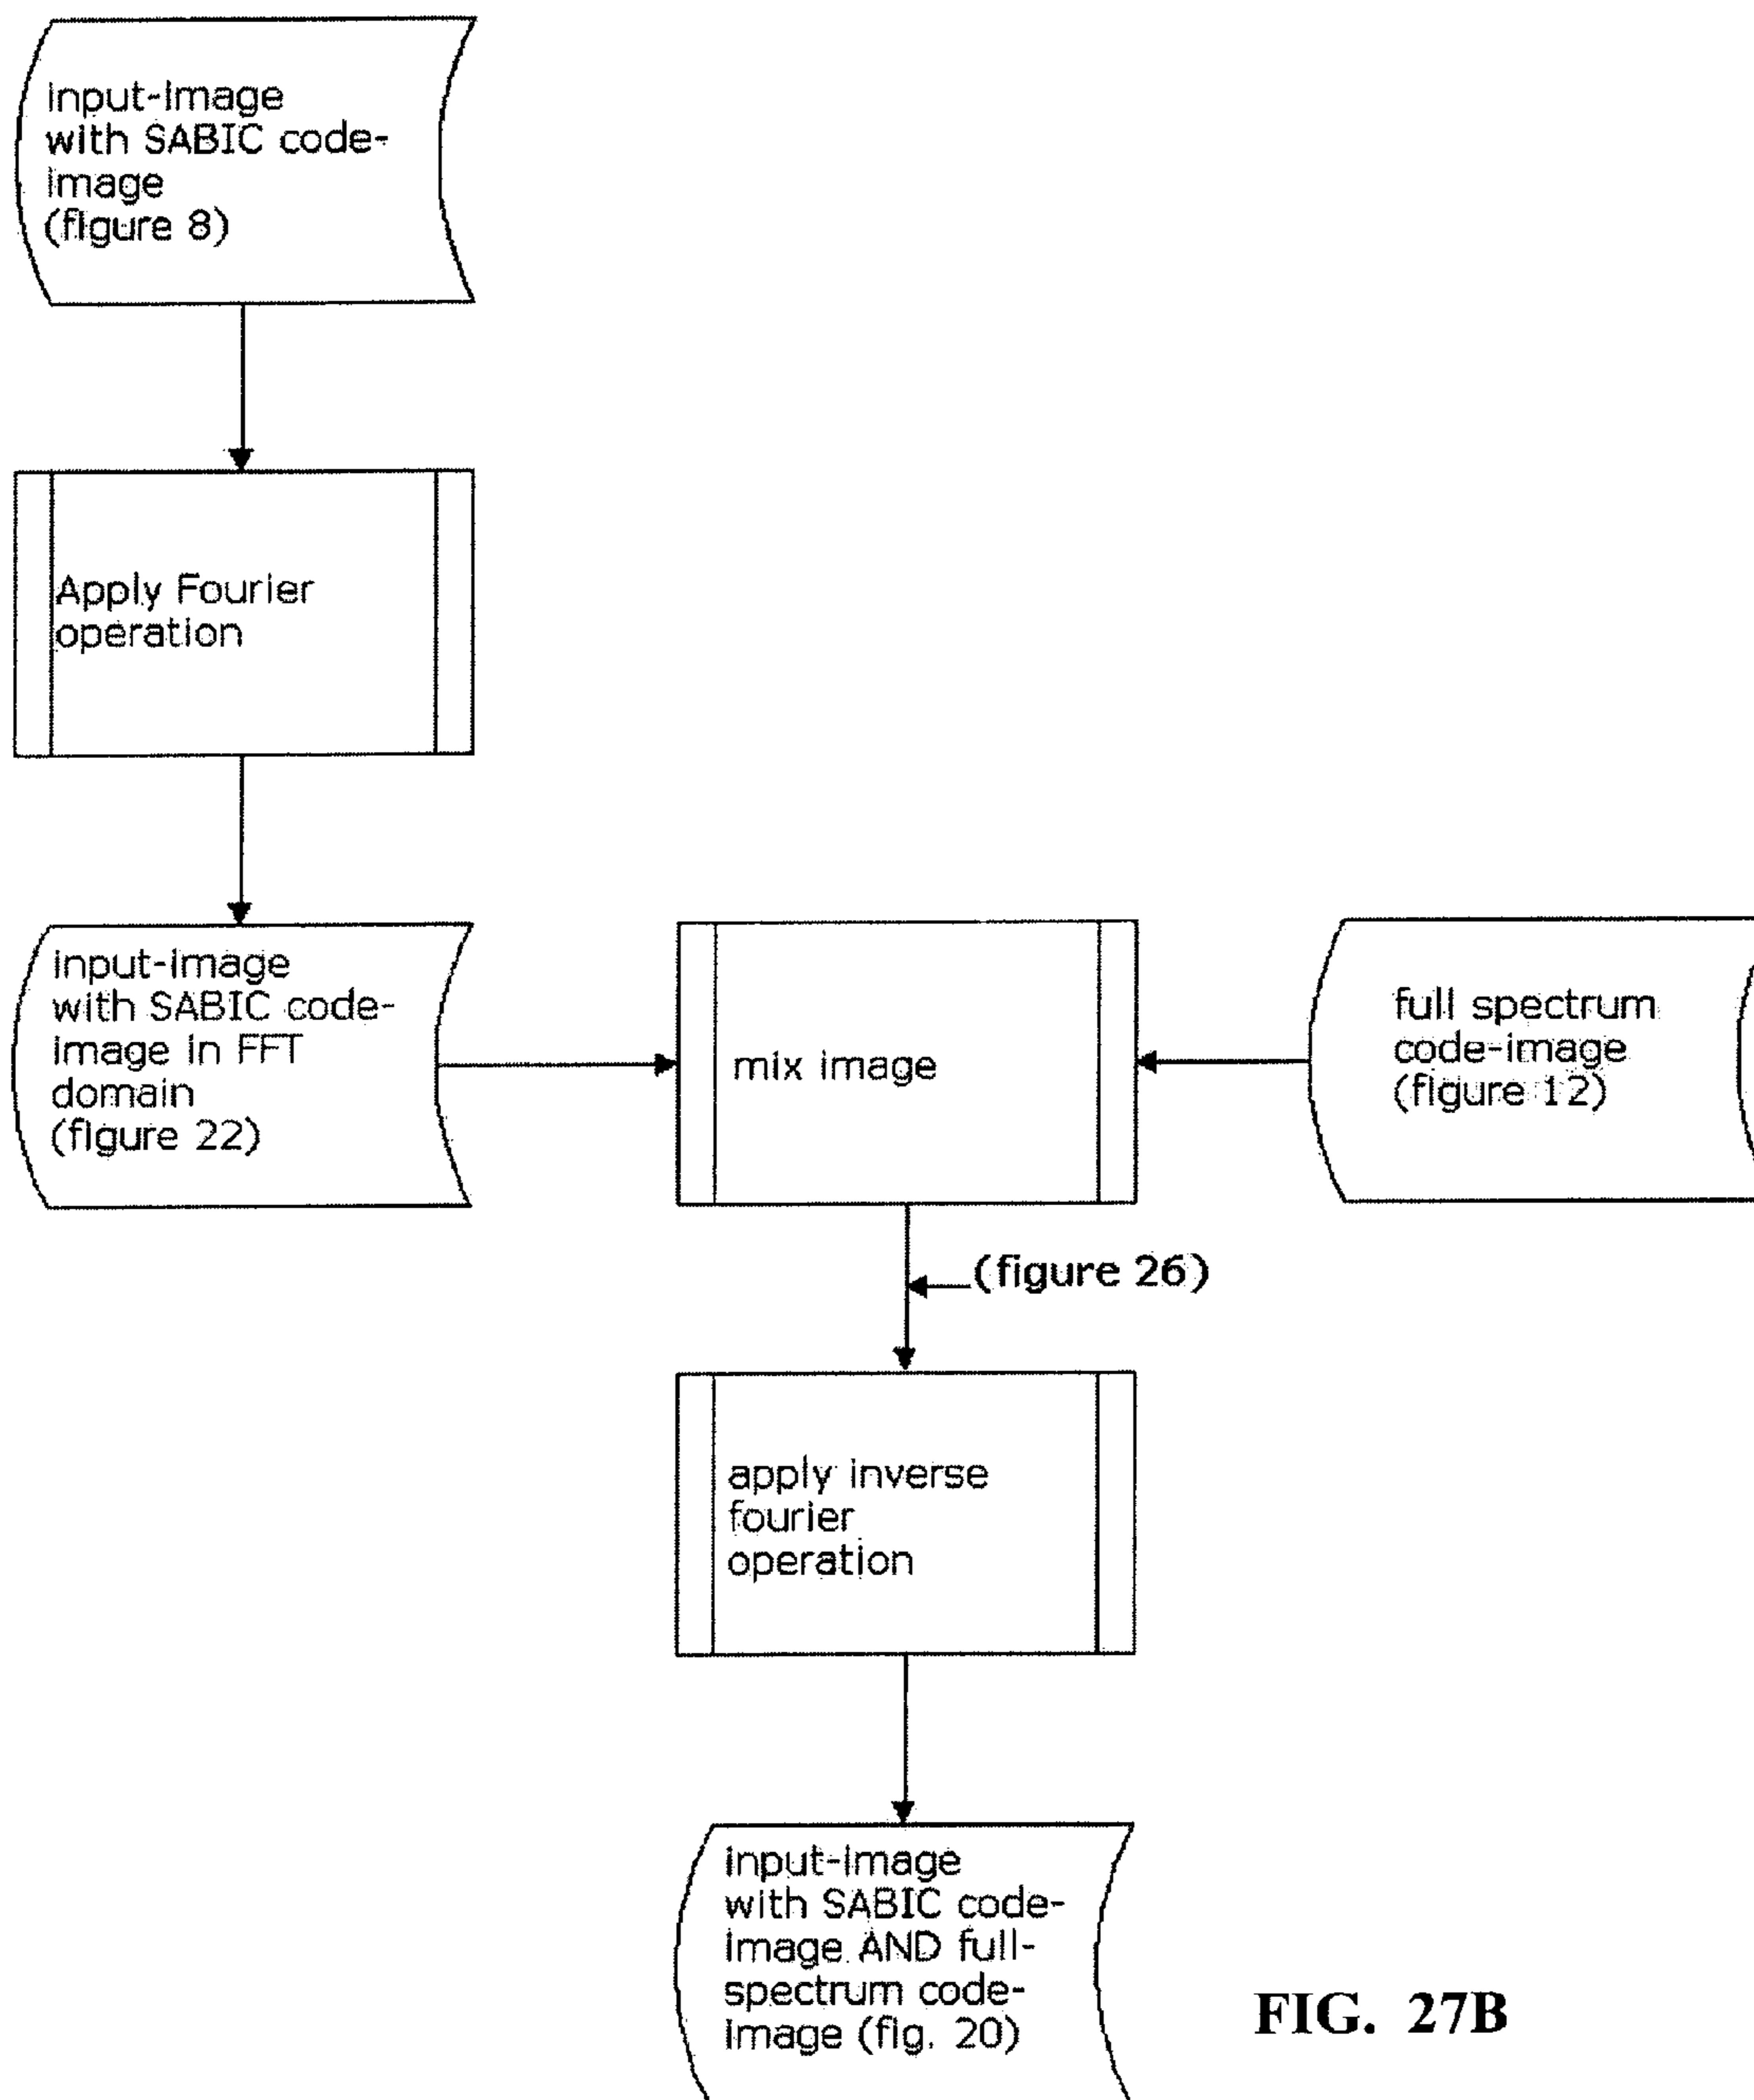 input-image
with SABIC code-
image
(figure 8)
Apply Fourier
operation
input-image
with SABIC code-
image in FFT
domain
(figure 22)
mix image
full spectrum
code-image
(figure 12)
(figure 26)
apply inverse
fourier
operation
input-image
with SABIC code-
image AND full-
spectrum code-
image (fig. 20)
FIG. 27B